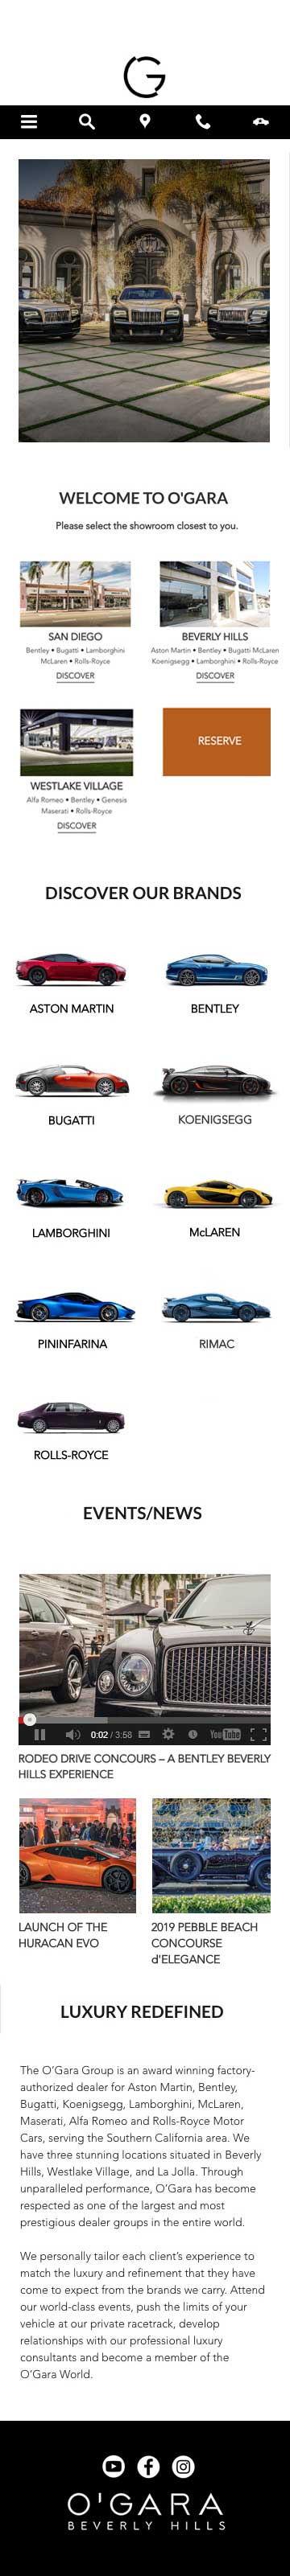 G
WELCOME TO O'GARA
Please select the showroom closest to you.
SAN DIEGO
Bentley • Bugatti • Lamborghini
McLaren • Rolls-Royce
DISCOVER
BEVERLY HILLS
Aston Martin • Bentley • Bugatti McLaren
Koenigsegg • Lamborghini • Rolls-Royce
DISCOVER
WESTLAKE VILLAGE
Alfa Romeo • Bentley • Genesis
Maserati • Rolls-Royce
DISCOVER
RESERVE
DISCOVER OUR BRANDS
ASTON MARTIN
BENTLEY
BUGATTI
KOENIGSEGG
LAMBORGHINI
McLAREN
PININFARINA
RIMAC
ROLLS-ROYCE
EVENTS/NEWS
0:02 / 3:58
YouTube
RODEO DRIVE CONCOURS – A BENTLEY BEVERLY
HILLS EXPERIENCE
LAUNCH OF THE
HURACAN EVO
2019 PEBBLE BEACH
CONCOURSE
d'ELEGANCE
LUXURY REDEFINED
The O'Gara Group is an award winning factory-
authorized dealer for Aston Martin, Bentley,
Bugatti, Koenigsegg, Lamborghini, McLaren,
Maserati, Alfa Romeo and Rolls-Royce Motor
Cars, serving the Southern California area. We
have three stunning locations situated in Beverly
Hills, Westlake Village, and La Jolla. Through
unparalleled performance, O'Gara has become
respected as one of the largest and most
prestigious dealer groups in the entire world.
We personally tailor each client's experience to
match the luxury and refinement that they have
come to expect from the brands we carry. Attend
our world-class events, push the limits of your
vehicle at our private racetrack, develop
relationships with our professional luxury
consultants and become a member of the
O'Gara World.
O'GARA
BEVERLY HILLS